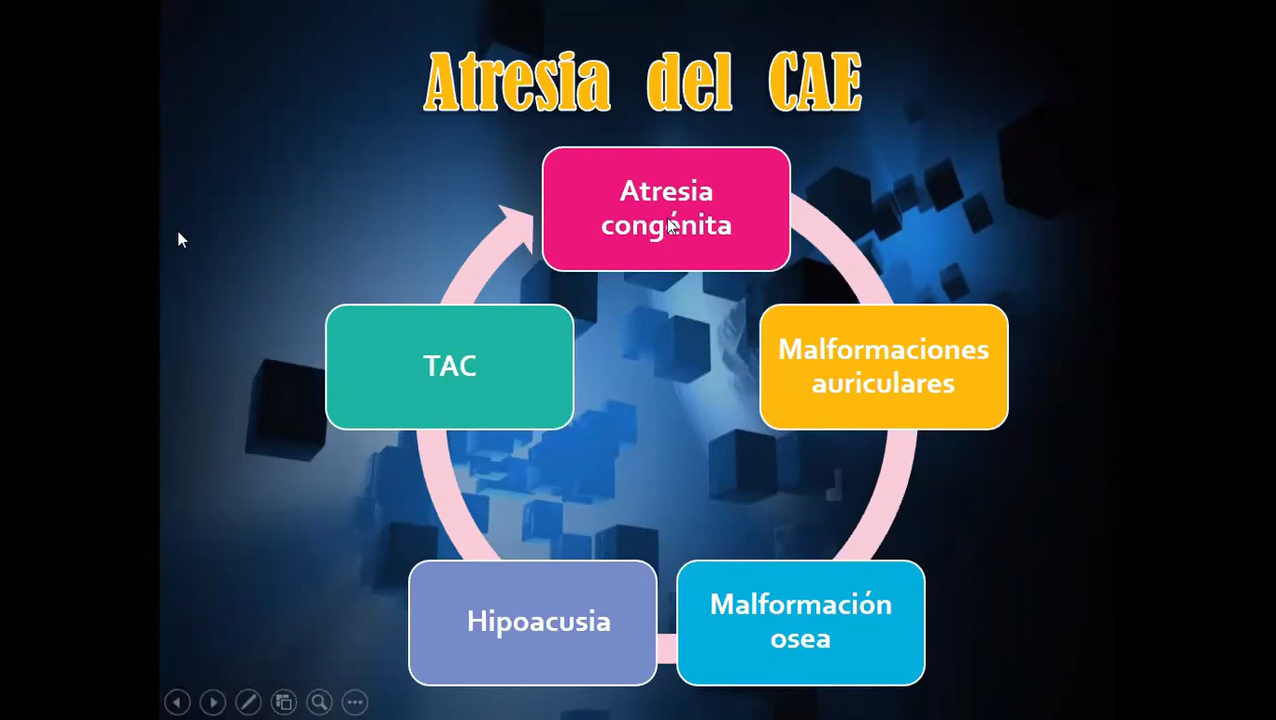 Atresia del CAE
Atresia
congénita
Malformaciones
auriculares
Malformación
osea
Hipoacusia
TAC